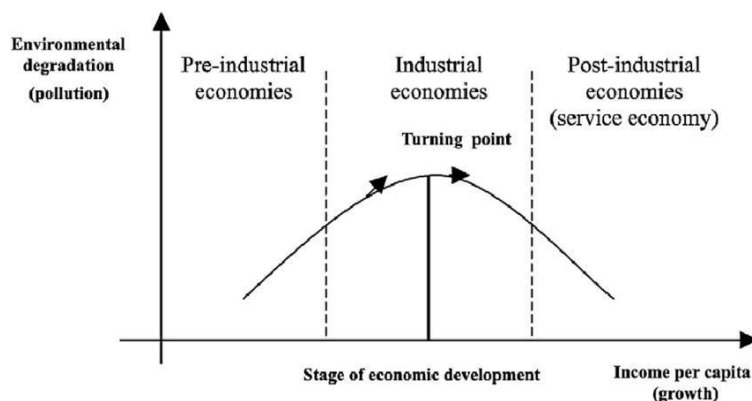 Environmental
degradation
(pollution)
Pre-industrial
economies
Industrial
economies
Post-industrial
economies
(service economy)
Turning point
Stage of economic development
Income per capita
(growth)